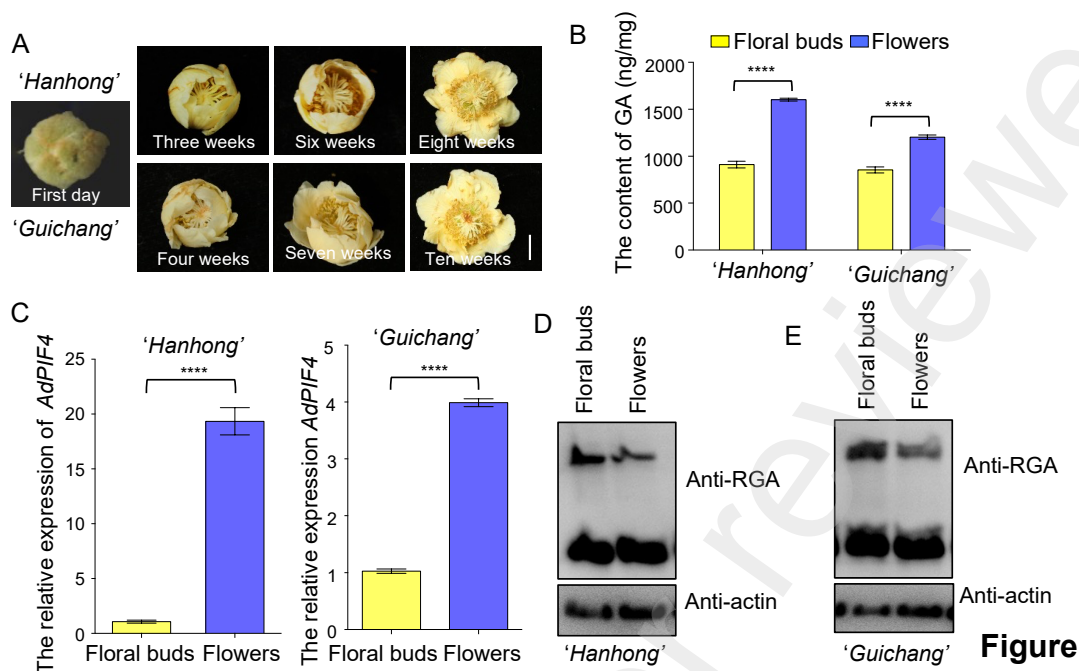 A
‘Hanhong’
First day
‘Guichang’
Three weeks
Six weeks
Eight weeks
Four weeks
Seven weeks
Ten weeks
B
Floral buds
Flowers
The content of GA (ng/mg)
2000
1500
1000
500
0
****
****
‘Hanhong’
‘Guichang’
C
‘Hanhong’
The relative expression of AdPIF4
25
20
15
10
5
0
****
Floral buds
Flowers
‘Guichang’
The relative expression AdPIF4
5
4
4
2
1
0
****
Floral buds
Flowers
D
Floral buds
Flowers
Anti-RGA
Anti-actin
‘Hanhong’
E
Floral buds
Flowers
Anti-RGA
Anti-actin
‘Guichang’
Figure
reviewe